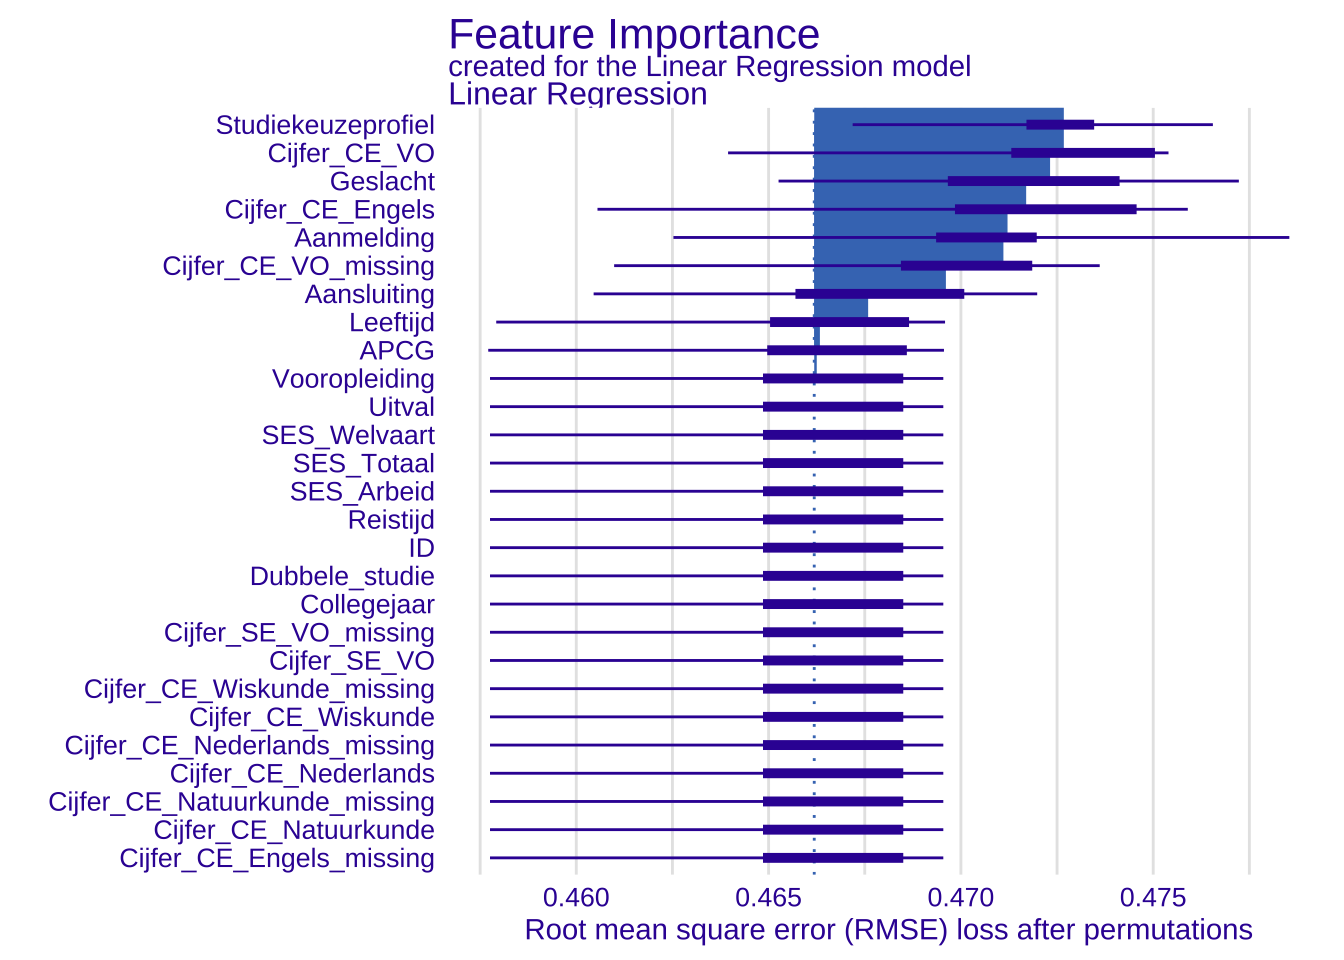 Feature Importance
created for the Linear Regression model
Linear Regression
Studiekeuzeprofiel
Cijfer_CE_VO
Geslacht
Cijfer_CE_Engels
Aanmelding
Cijfer_CE_VO_missing
Aansluiting
Leeftijd
APCG
Vooropleiding
Uitval
SES_Welvaart
SES_Totaal
SES_Arbeid
Reistijd
ID
Dubbele_studie
Collegejaar
Cijfer_SE_VO_missing
Cijfer_SE_VO
Cijfer_CE_Wiskunde_missing
Cijfer_CE_Wiskunde
Cijfer_CE_Nederlands_missing
Cijfer_CE_Nederlands
Cijfer_CE_Natuurkunde_missing
Cijfer_CE_Natuurkunde
Cijfer_CE_Engels_missing
0.460 0.465 0.470 0.475
Root mean square error (RMSE) loss after permutations